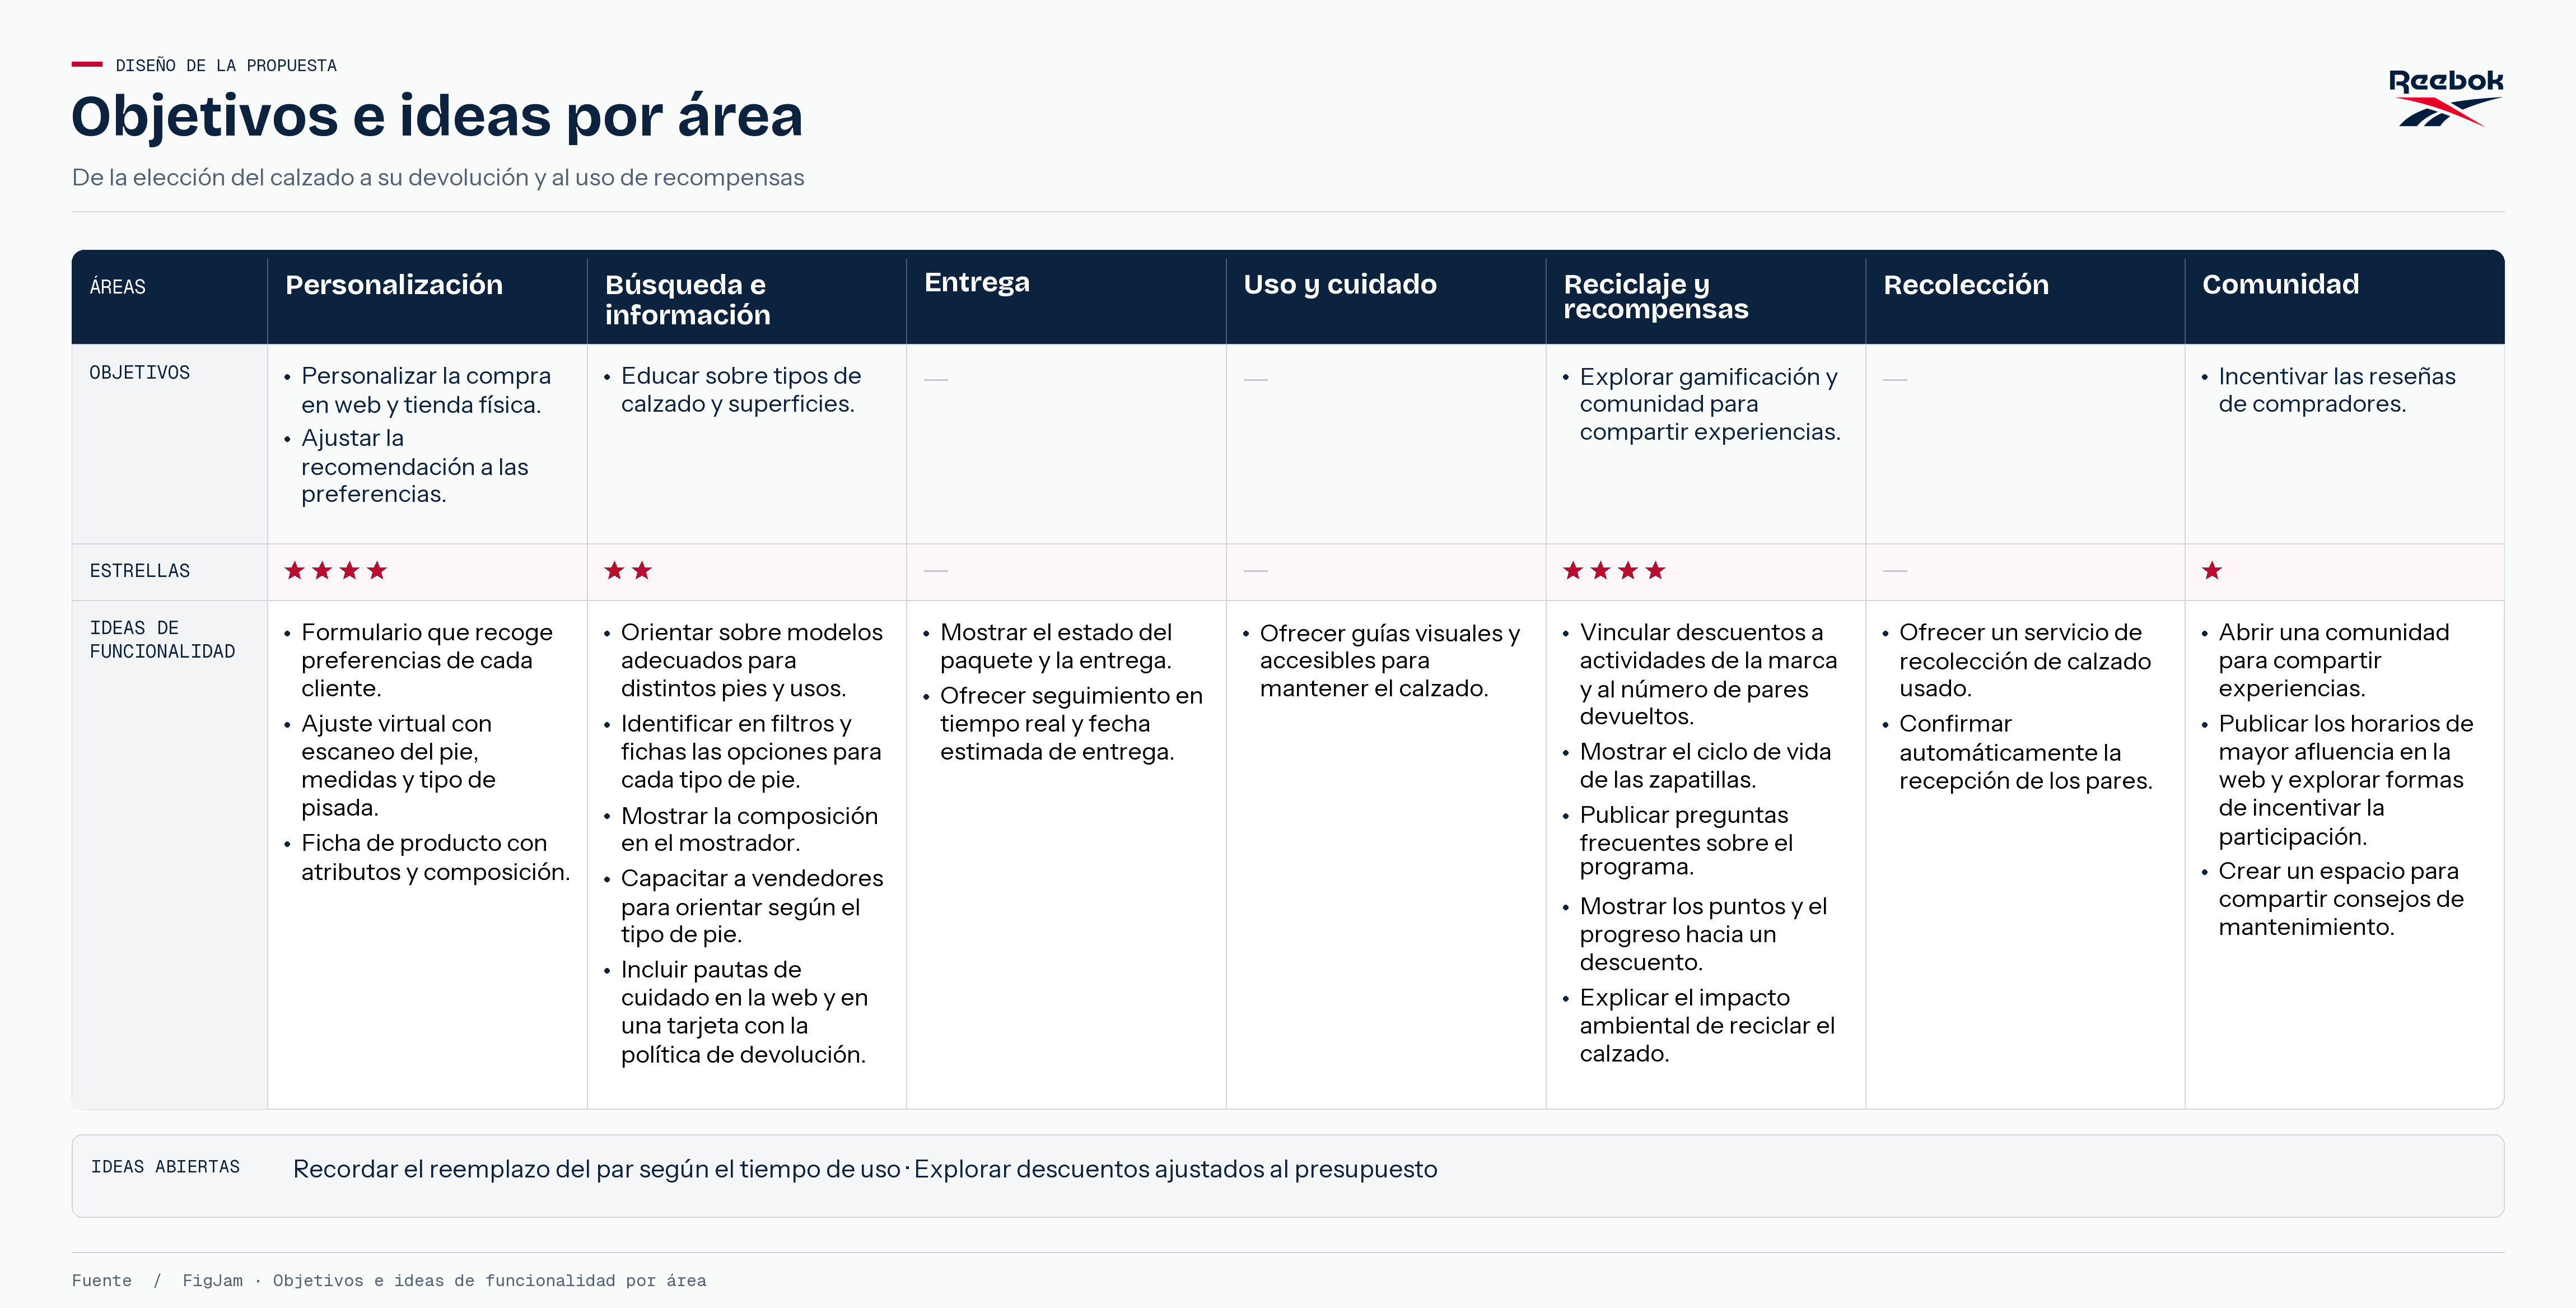 DISEÑO DE LA PROPUESTA
Objetivos e ideas por área
De la elección del calzado a su devolución y al uso de recompensas
Reebok
ÁREAS
Personalización
Búsqueda e
información
Entrega
Uso y cuidado
Reciclaje y
recompensas
Recolección
Comunidad
OBJETIVOS
• Personalizar la compra
en web y tienda física.
• Ajustar la
recomendación a las
preferencias.
• Educar sobre tipos de
calzado y superficies.
—
—
• Explorar gamificación y
comunidad para
compartir experiencias.
—
• Incentivar las reseñas
de compradores.
ESTRELLAS
★★★★
★★
—
—
★★★★
—
★
IDEAS DE
FUNCIONALIDAD
• Formulario que recoge
preferencias de cada
cliente.
• Ajuste virtual con
escaneo del pie,
medidas y tipo de
pisada.
• Ficha de producto con
atributos y composición.
• Orientar sobre modelos
adecuados para
distintos pies y usos.
• Identificar en filtros y
fichas las opciones para
cada tipo de pie.
• Mostrar la composición
en el mostrador.
• Capacitar a vendedores
para orientar según el
tipo de pie.
• Incluir pautas de
cuidado en la web y en
una tarjeta con la
política de devolución.
• Mostrar el estado del
paquete y la entrega.
• Ofrecer seguimiento en
tiempo real y fecha
estimada de entrega.
• Ofrecer guías visuales y
accesibles para
mantener el calzado.
• Vincular descuentos a
actividades de la marca
y al número de pares
devueltos.
• Mostrar el ciclo de vida
de las zapatillas.
• Publicar preguntas
frecuentes sobre el
programa.
• Mostrar los puntos y el
progreso hacia un
descuento.
• Explicar el impacto
ambiental de reciclar el
calzado.
• Ofrecer un servicio de
recolección de calzado
usado.
• Confirmar
automáticamente la
recepción de los pares.
• Abrir una comunidad
para compartir
experiencias.
• Publicar los horarios de
mayor afluencia en la
web y explorar formas
de incentivar la
participación.
• Crear un espacio para
compartir consejos de
mantenimiento.
IDEAS ABIERTAS
Recordar el reemplazo del par según el tiempo de uso · Explorar descuentos ajustados al presupuesto
Fuente / FigJam · Objetivos e ideas de funcionalidad por área